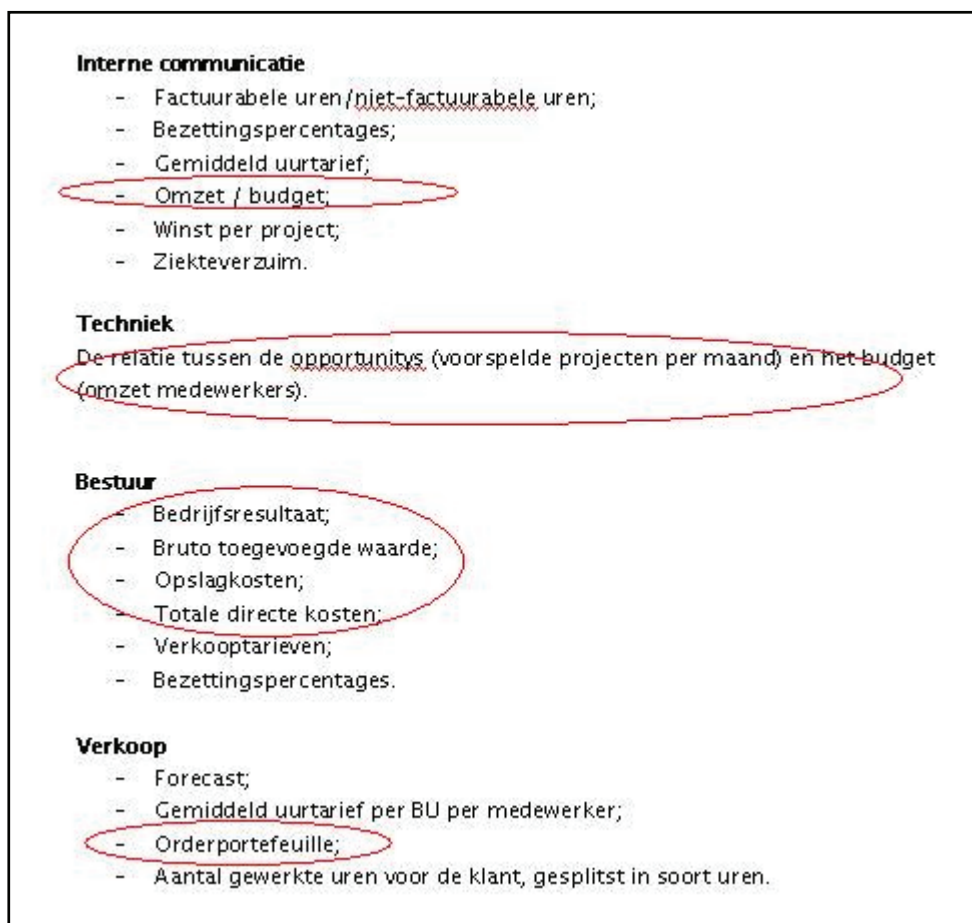 Interne communicatie
- Factuurabele uren/niet-factuurabele uren;
- Bezettingspercentages;
- Gemiddeld uurtarief;
- Omzet / budget;
- Winst per project;
- Ziekteverzuim.
Techniek
De relatie tussen de opportunitys (voorspelde projecten per maand) en het budget
(omzet medewerkers).
Bestuur
- Bedrijfsresultaat;
- Bruto toegevoegde waarde;
- Opslagkosten;
- Totale directe kosten;
- Verkooptarieven;
- Bezettingspercentages.
Verkoop
- Forecast;
- Gemiddeld uurtarief per BU per medewerker;
- Orderportefeuille;
- Aantal gewerkte uren voor de klant, gesplitst in soort uren.